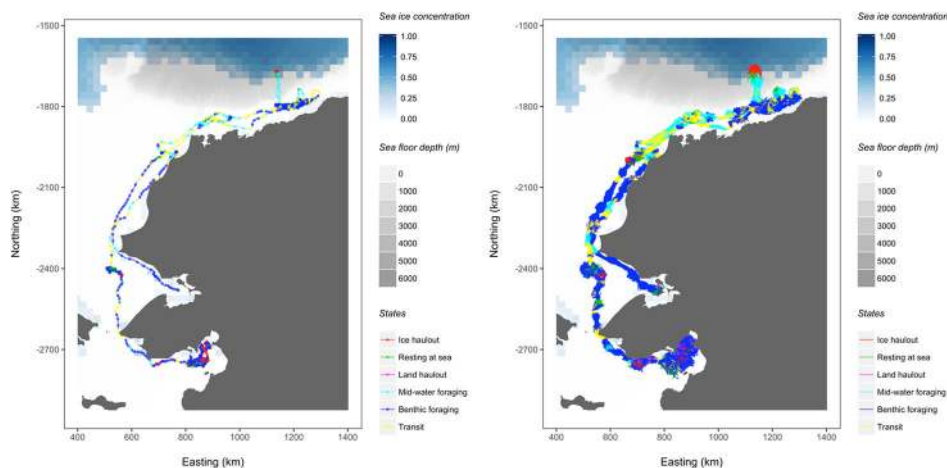 Sea ice concentration
1.00
0.75
0.50
0.25
0.00
Sea floor depth (m)
0
1000
2000
3000
4000
5000
6000
States
Ice haulout
Resting at sea
Land haulout
Mid-water foraging
Benthic foraging
Transit
Northing (km)
-1500
-1800
-2100
-2400
-2700
400
600
800
1000
1200
1400
Easting (km)
Sea ice concentration
1.00
0.75
0.50
0.25
0.00
Sea floor depth (m)
0
1000
2000
3000
4000
5000
6000
States
Ice haulout
Resting at sea
Land haulout
Mid-water foraging
Benthic foraging
Transit
Northing (km)
-1500
-1800
-2100
-2400
-2700
400
600
800
1000
1200
1400
Easting (km)